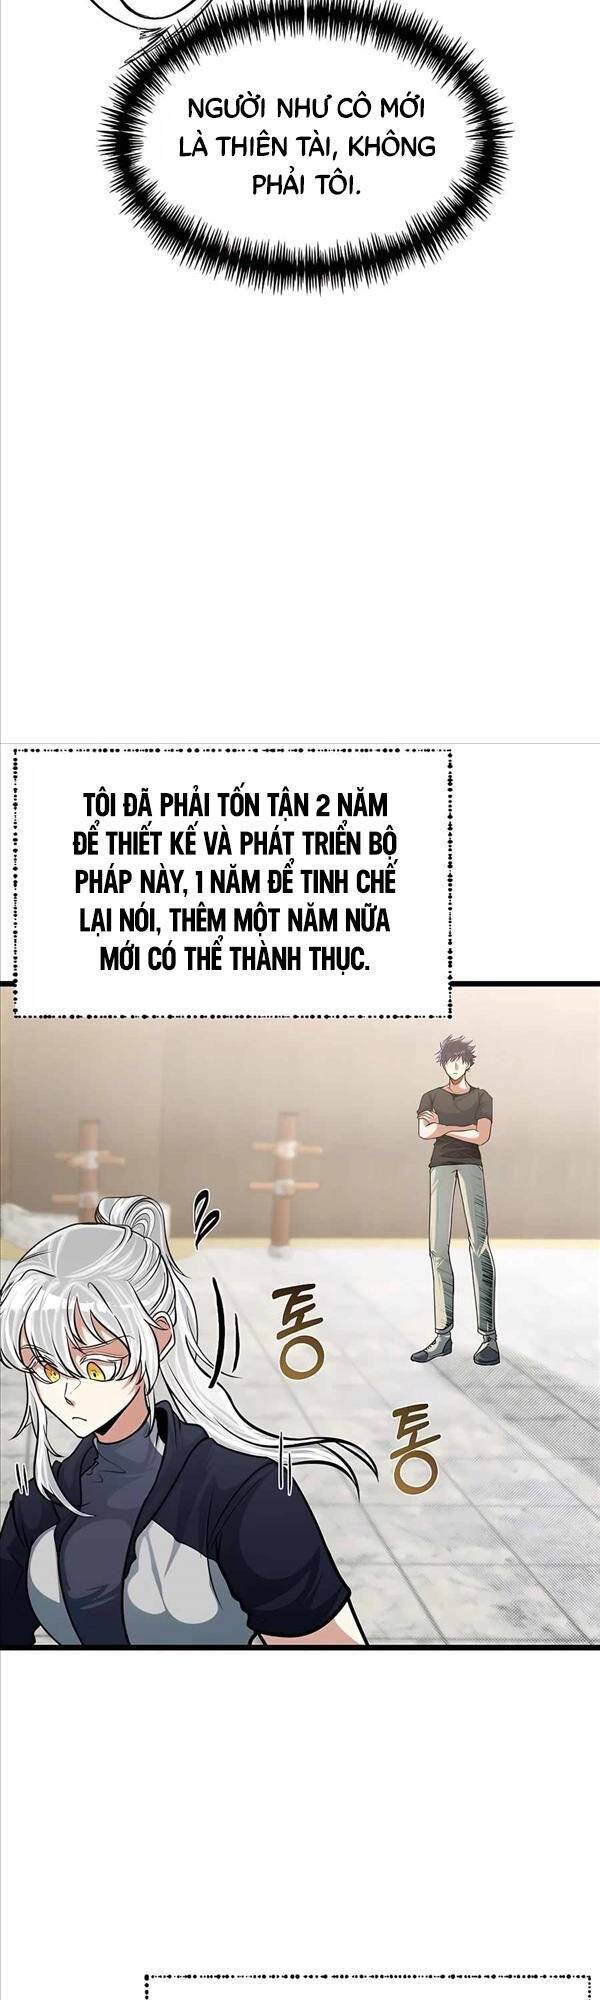 NGƯỜI NHƯ CÔ MỚI
LÀ THIÊN TÀI, KHÔNG
PHẢI TÔI.
TÔI ĐÃ PHẢI TỐN TẬN 2 NĂM
ĐỂ THIẾT KẾ VÀ PHÁT TRIỂN BỘ
PHÁP NÀY, 1 NĂM ĐỂ TINH CHẾ
LẠI NÓI, THÊM MỘT NĂM NỮA
MỚI CÓ THỂ THÀNH THỤC.
통
통